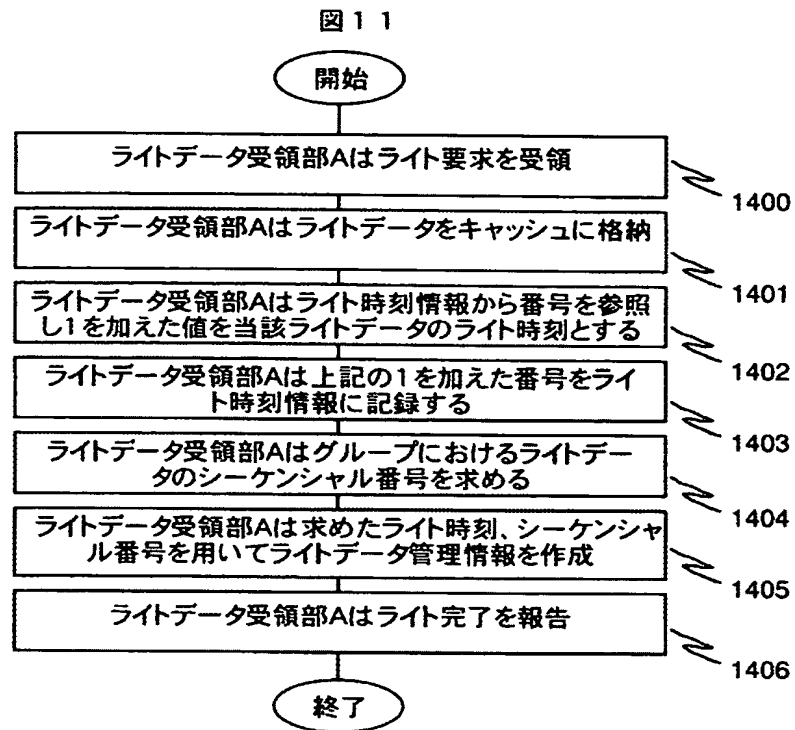 図１１
開始
ライトデータ受領部Aはライト要求を受領
1400
ライトデータ受領部Aはライトデータをキャッシュに格納
1401
ライトデータ受領部Aはライト時刻情報から番号を参照
し1を加えた値を当該ライトデータのライト時刻とする
1402
ライトデータ受領部Aは上記の1を加えた番号をライ
ト時刻情報に記録する
1403
ライトデータ受領部Aはグループにおけるライトデー
タのシーケンシャル番号を求める
1404
ライトデータ受領部Aは求めたライト時刻、シーケンシャ
ル番号を用いてライトデータ管理情報を作成
1405
ライトデータ受領部Aはライト完了を報告
1406
終了